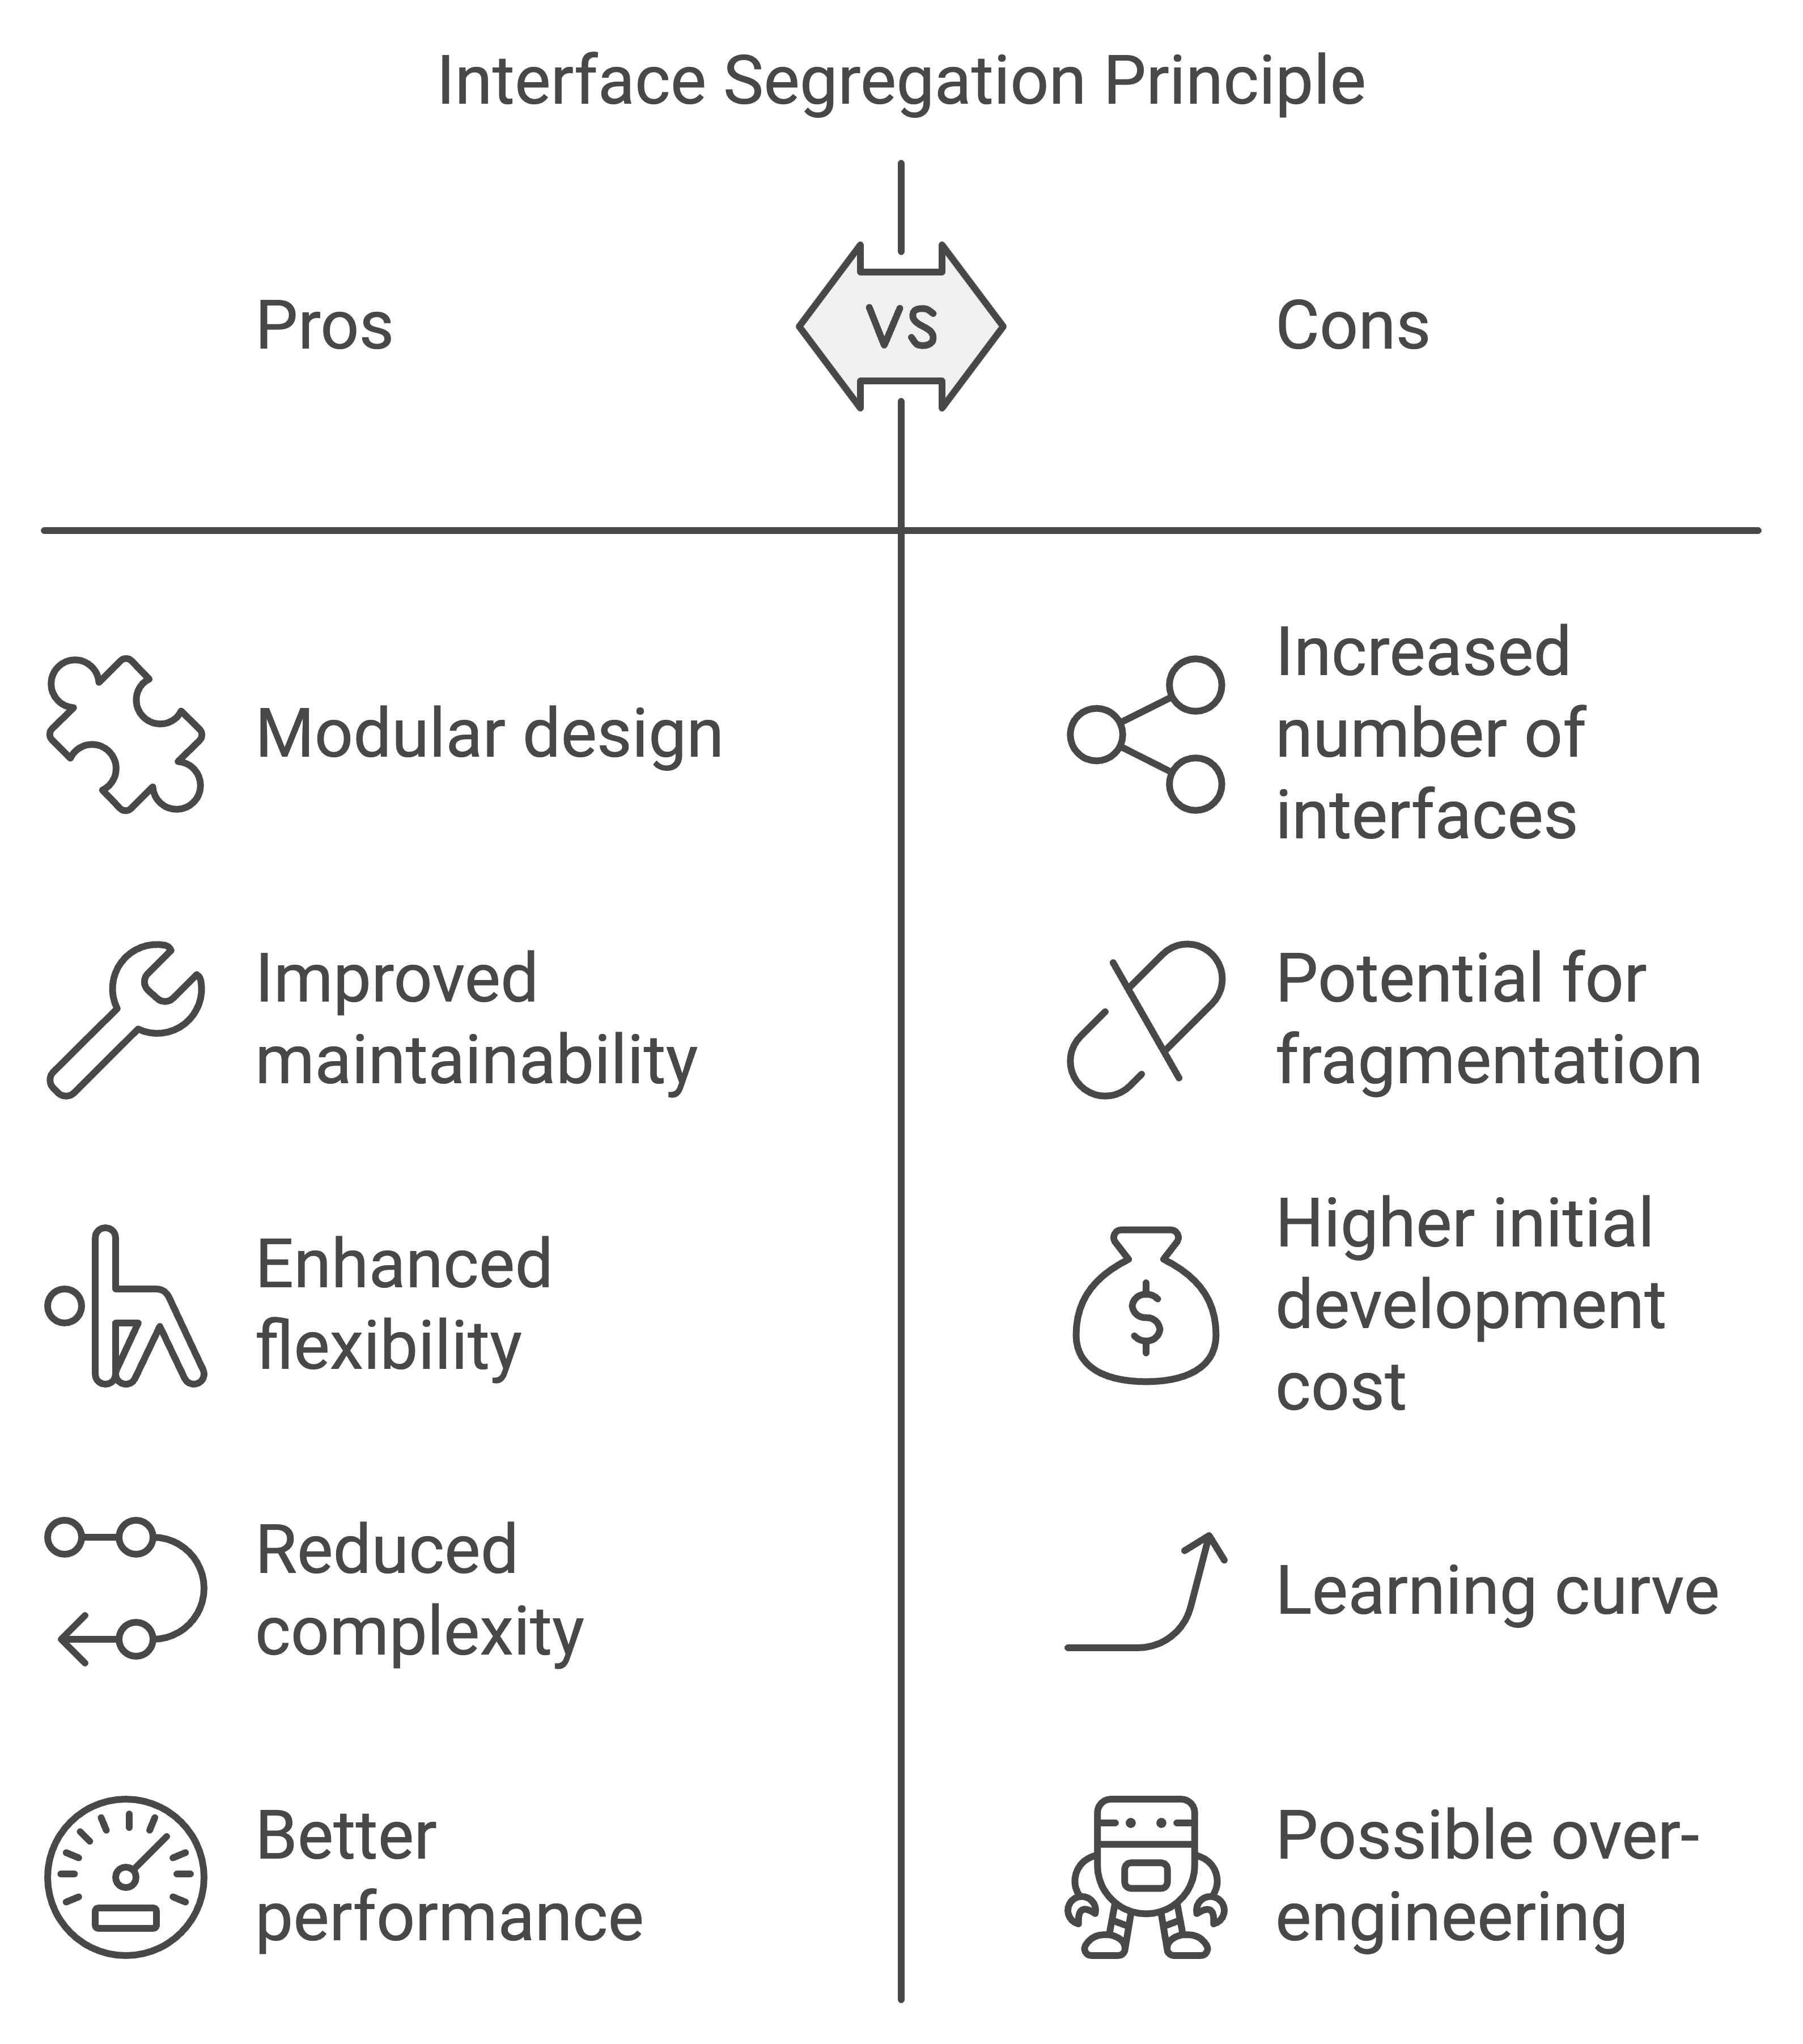 Interface Segregation Principle
Pros
VS
Cons
Modular design
Increased
number of
interfaces
Improved
maintainability
Potential for
fragmentation
Enhanced
flexibility
$
Higher initial
development
cost
Reduced
complexity
Learning curve
Better
performance
Possible over-
engineering